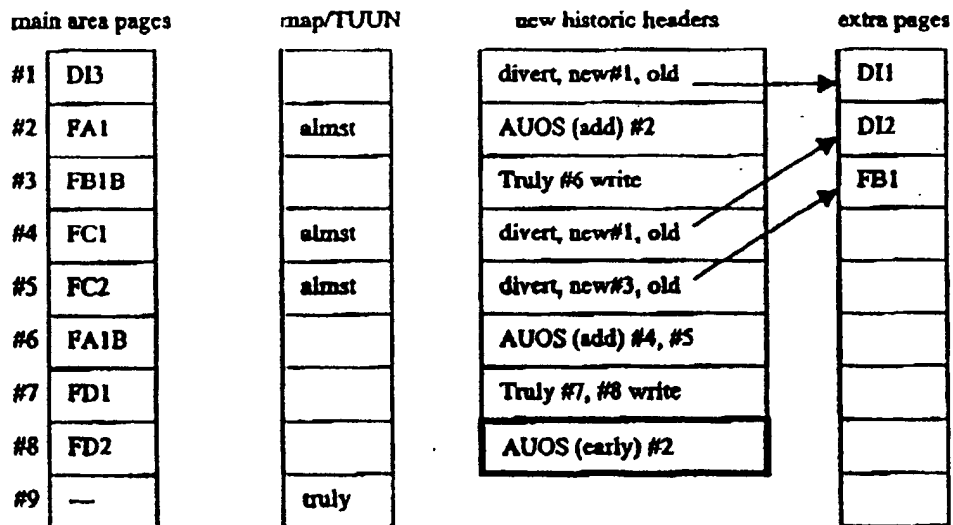 main area pages map/TUUN new historic headers extra pages
#1 DI3 divert, new#1, old DI1
#2 FA1 almst AUOS (add) #2 DI2
#3 FB1B Truly #6 write FB1
#4 FC1 almst divert, new#1, old
#5 FC2 almst divert, new#3, old
#6 FA1B AUOS (add) #4, #5
#7 FD1 Truly #7, #8 write
#8 FD2 AUOS (early) #2
#9 — truly